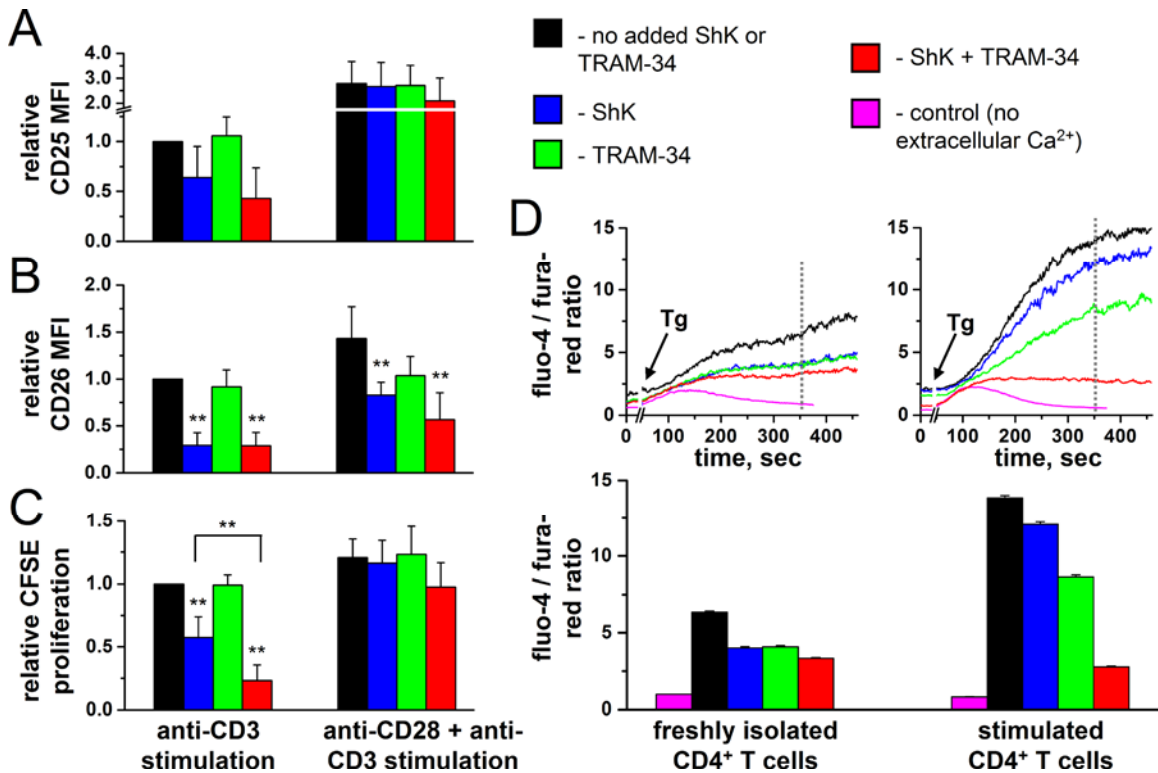 A
relative
CD25 MFI
4.0
3.0
2.0
1.0
0.5
0.0
B
relative
CD26 MFI
2.0
1.5
1.0
0.5
0.0
**
**
**
**
C
relative CFSE
proliferation
1.5
1.0
0.5
0.0
**
**
**
anti-CD3
stimulation
anti-CD28 + anti-
CD3 stimulation
- no added ShK or
TRAM-34
- ShK
- TRAM-34
- ShK + TRAM-34
- control (no
extracellular Ca²⁺)
D
fluo-4 / fura-
red ratio
15
10
5
0
Tg
0 100 200 300 400
time, sec
15
10
5
0
Tg
0 100 200 300 400
time, sec
fluo-4 / fura-
red ratio
15
10
5
0
freshly isolated
CD4⁺ T cells
stimulated
CD4⁺ T cells